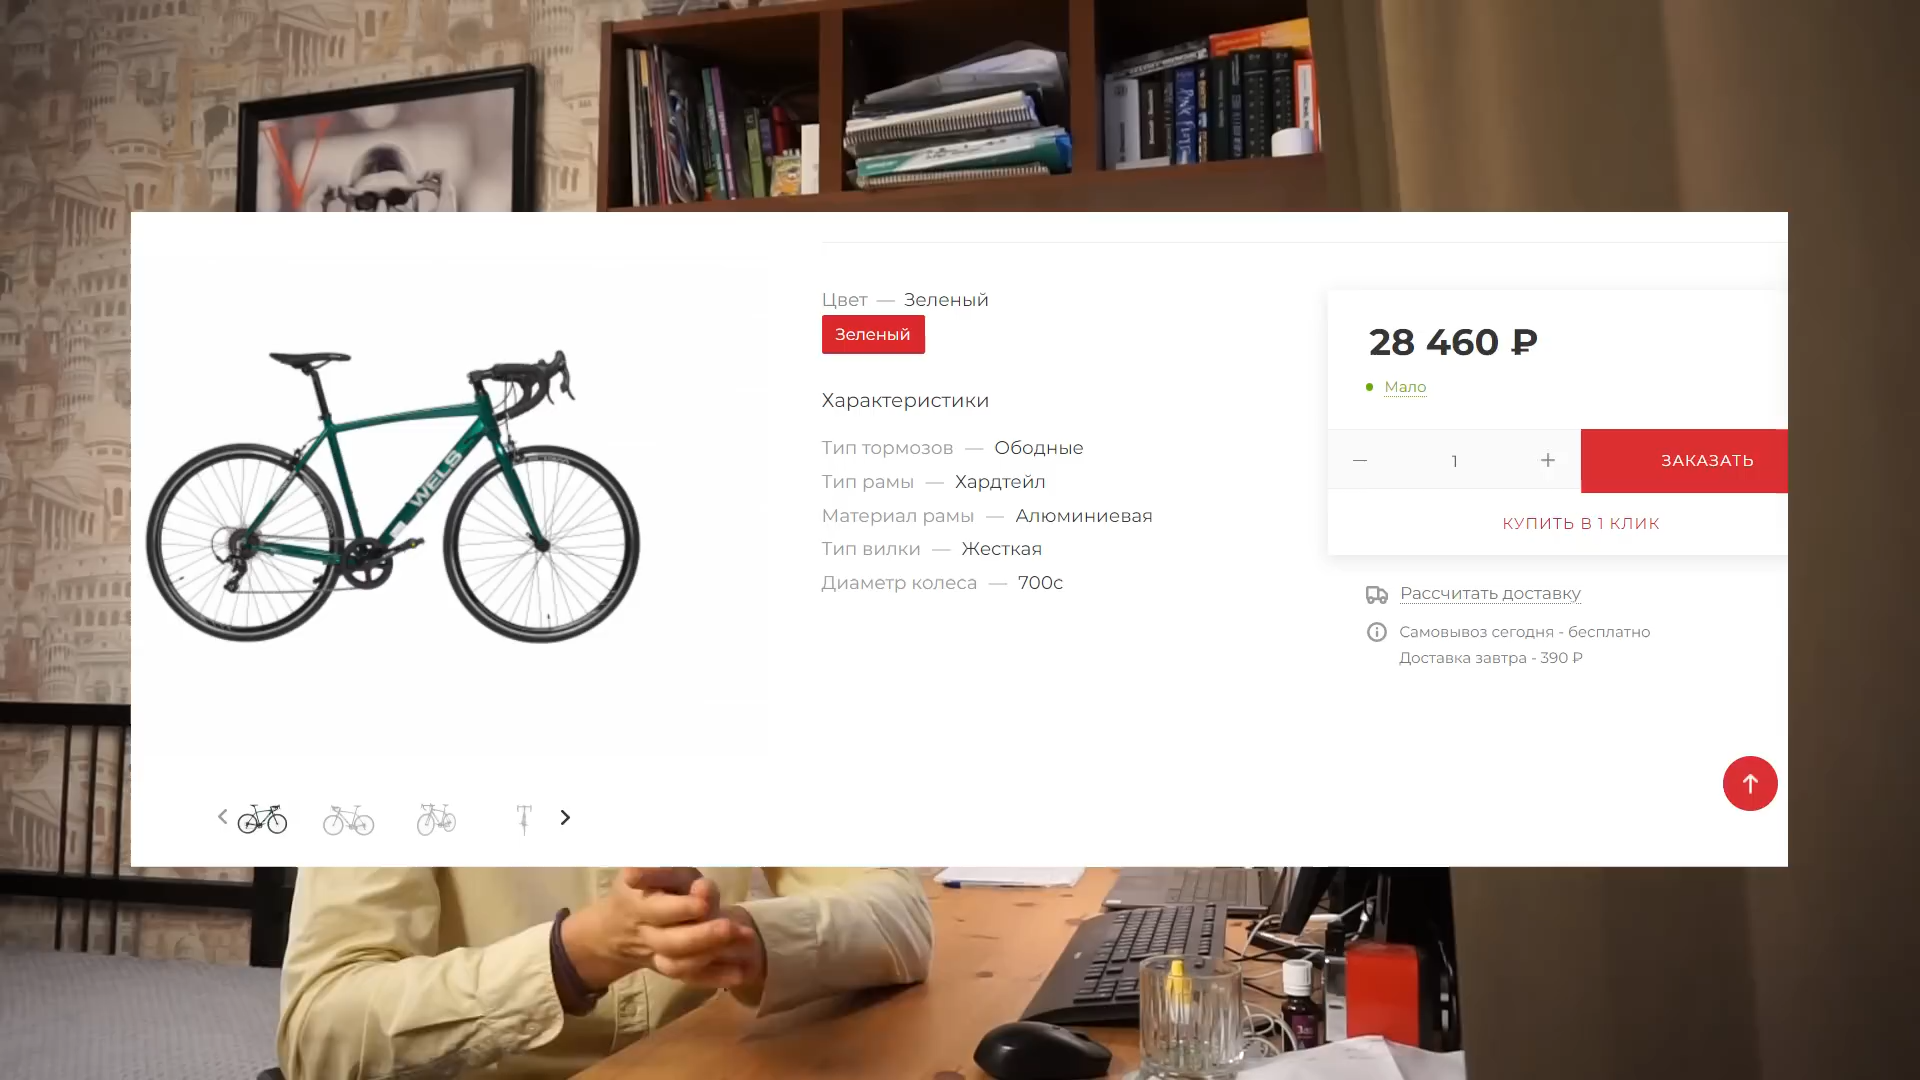 WELS
Цвет — Зеленый
Зеленый
Характеристики
Тип тормозов — Ободные
Тип рамы — Хардтейл
Материал рамы — Алюминиевая
Тип вилки — Жесткая
Диаметр колеса — 700c
28 460 ₽
Мало
— 1 +
ЗАКАЗАТЬ
КУПИТЬ В 1 КЛИК
Рассчитать доставку
Самовывоз сегодня - бесплатно
Доставка завтра - 390 ₽